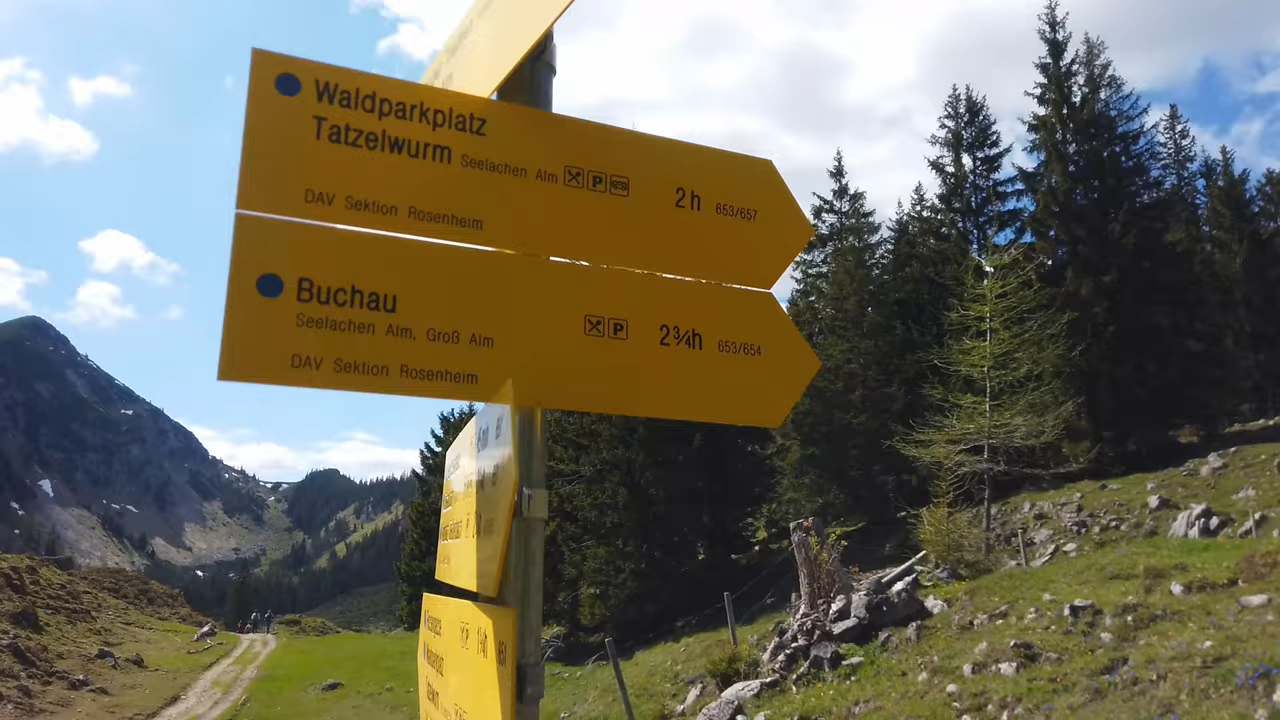 Waldparkplatz
Tatzelwurm Seelachen Alm P
2h 653/657
DAV Sektion Rosenheim
Buchau
Seelachen Alm, Groß Alm
P 2¾h 653/654
DAV Sektion Rosenheim
651